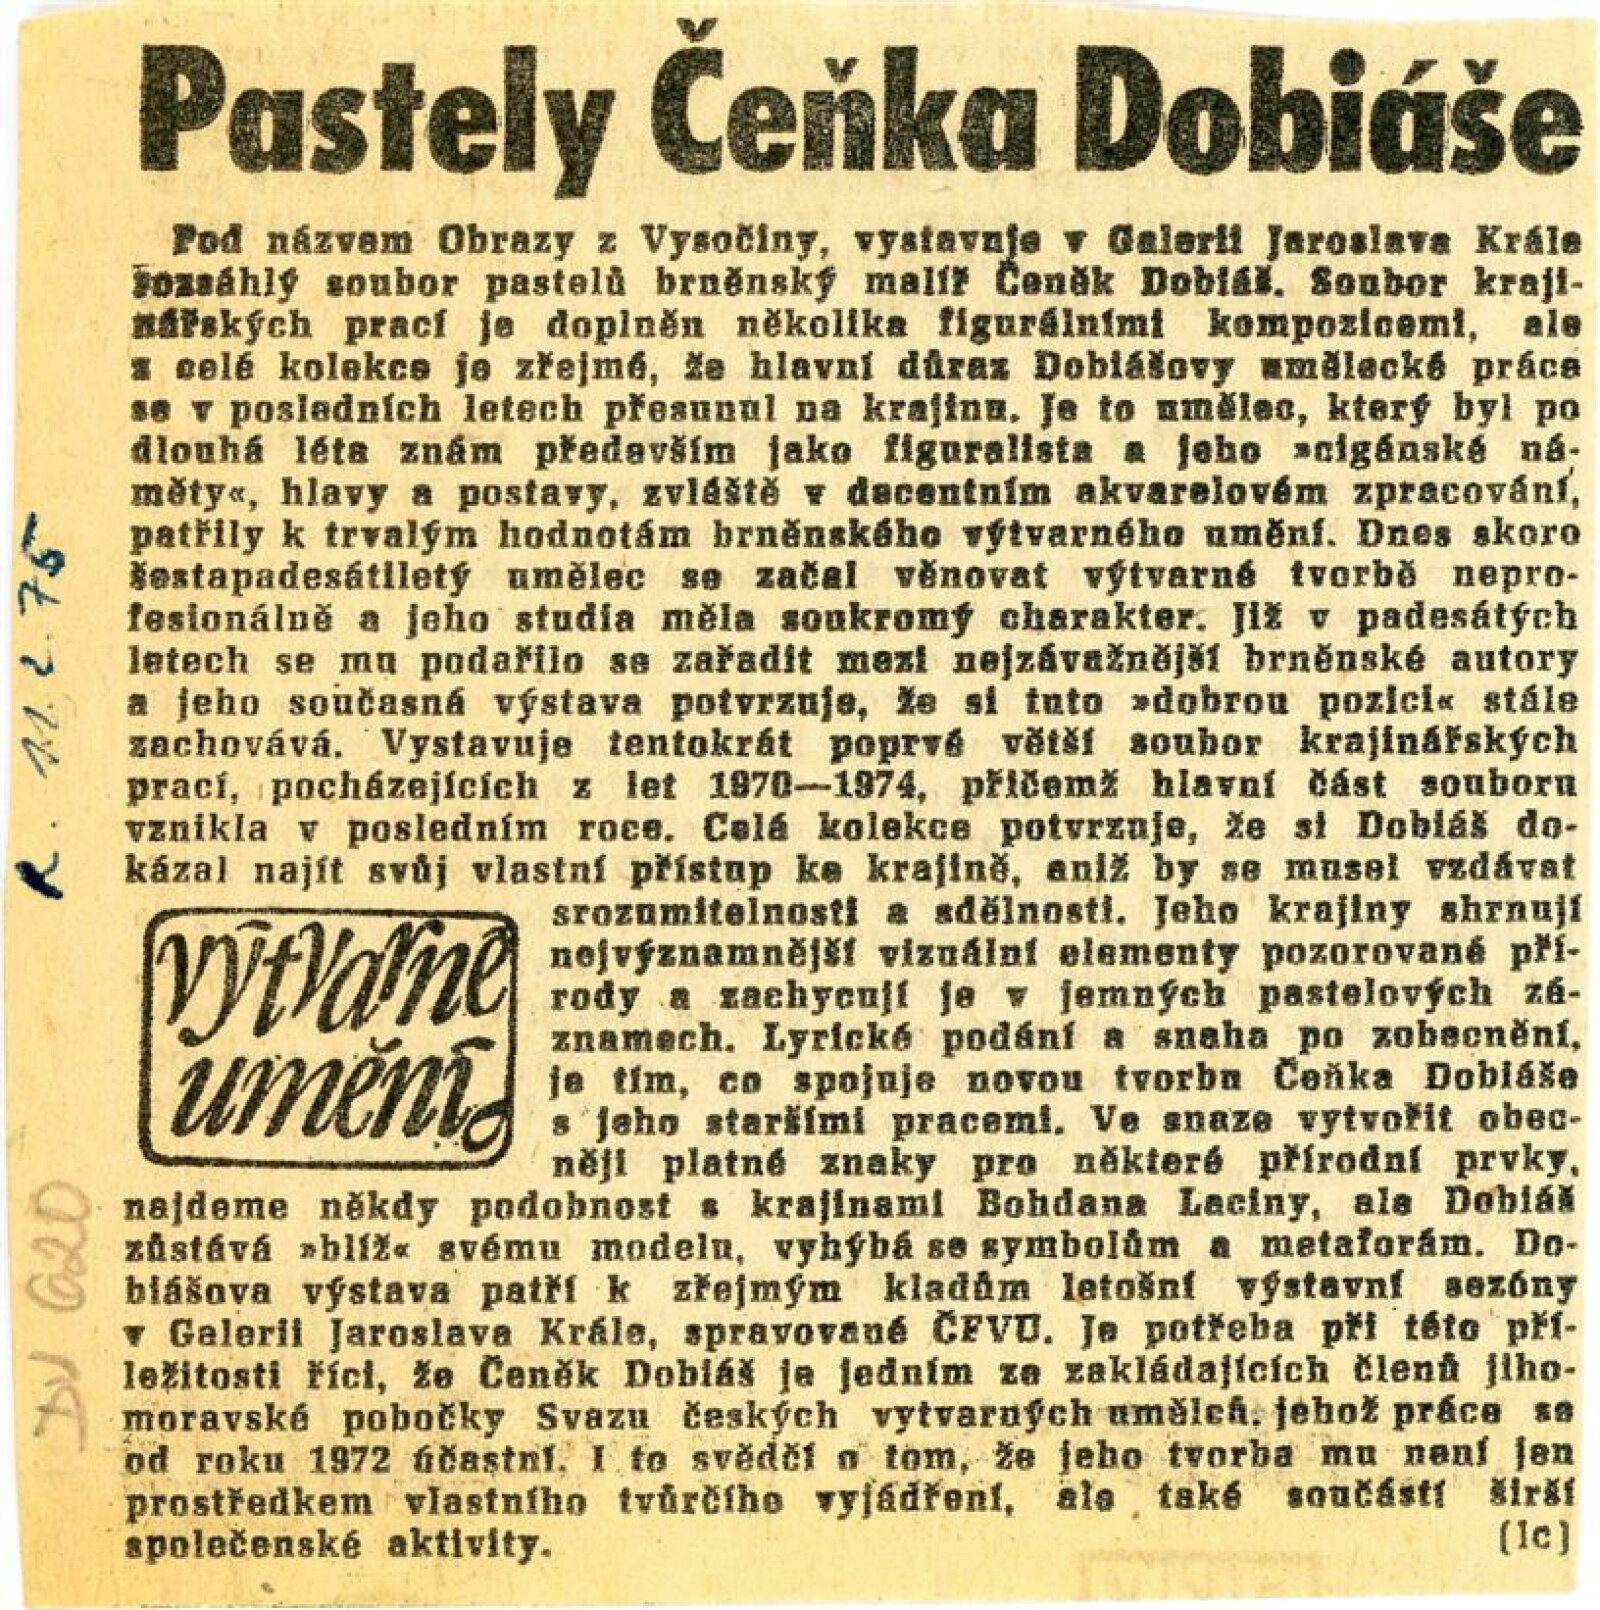 Pastely Čeňka Dobiáše
Pod názvem Obrazy z Vysočiny, vystavuje v Galerii Jaroslava Krále
rozsáhlý soubor pastelů brněnský malíř Čeněk Dobiáš. Soubor kraji-
nářských prací je doplněn několika figurálními kompozicemi, ale
z celé kolekce je zřejmé, že hlavní důraz Dobiášovy umělecké práce
se v posledních letech přesunul na krajinu. Je to umělec, který byl po
dlouhá léta znám především jako figuralista a jeho »cigánské ná-
měty«, hlavy a postavy, zvláště v decentním akvarelovém zpracování,
patřily k trvalým hodnotám brněnského výtvarného umění. Dnes skoro
šestapadesátiletý umělec se začal věnovat výtvarné tvorbě nepro-
fesionálně a jeho studia měla soukromý charakter. Již v padesátých
letech se mu podařilo se zařadit mezi nejzávažnější brněnské autory
a jeho současná výstava potvrzuje, že si tuto »dobrou pozici« stále
zachovává. Vystavuje tentokrát poprvé větší soubor krajinářských
prací, pocházejících z let 1970—1974, přičemž hlavní část souboru
vznikla v posledním roce. Celá kolekce potvrzuje, že si Dobiáš do-
kázal najít svůj vlastní přístup ke krajině, aniž by se musel vzdávat
srozumitelnosti a sdělnosti. Jeho krajiny shrnují
nejvýznamnější vizuální elementy pozorované pří-
rody a zachycují je v jemných pastelových zá-
znamech. Lyrické podání a snaha po zobecnění,
je tím, co spojuje novou tvorbu Čeňka Dobiáše
s jeho staršími pracemi. Ve snaze vytvořit obec-
něji platné znaky pro některé přírodní prvky,
najdeme někdy podobnost s krajinami Bohdana Laciny, ale Dobiáš
zůstává »blíž« svému modelu, vyhýbá se symbolům a metaforám. Do-
biášova výstava patří k zřejmým kladům letošní výstavní sezóny
v Galerii Jaroslava Krále, spravované ČFVU. Je potřeba při této pří-
ležitosti říci, že Čeněk Dobiáš je jedním ze zakládajících členů jiho-
moravské pobočky Svazu českých vytvarných umělců, jehož práce se
od roku 1972 účastní. I to svědčí o tom, že jeho tvorba mu není jen
prostředkem vlastního tvůrčího vyjádření, ale také součástí širší
společenské aktivity.
(lc)
výtvarné
umění
R. 11. 2. 75
DV 620